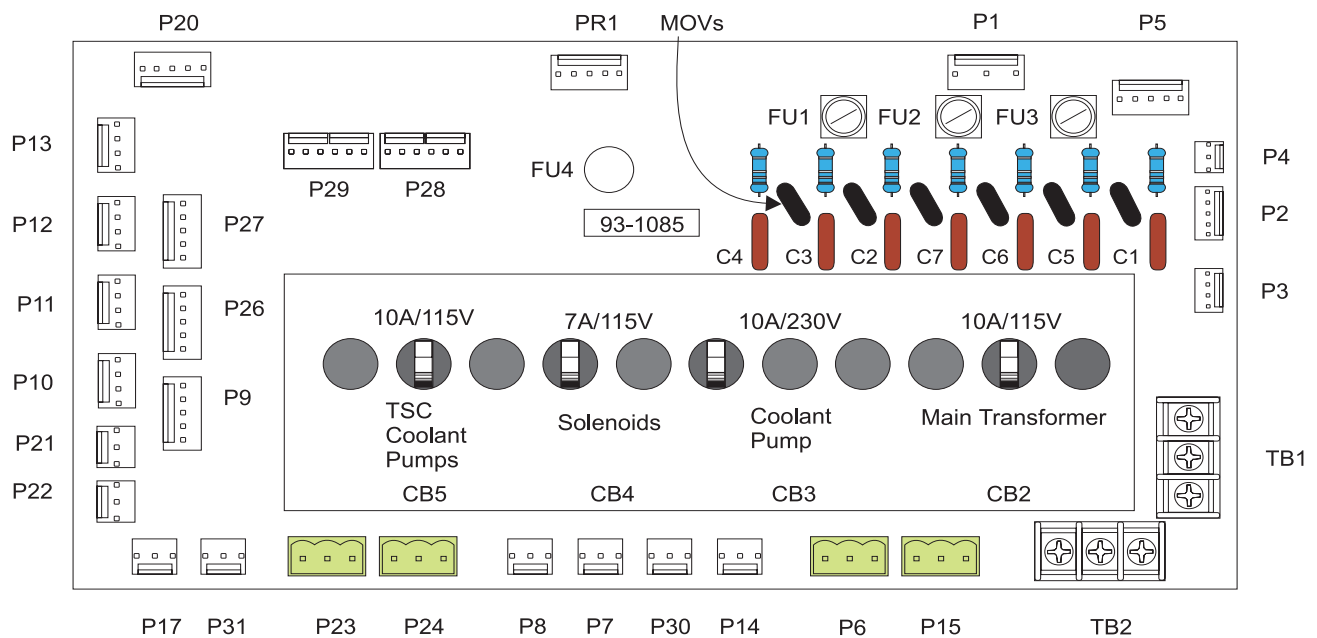 P20
PR1
MOVs
P1
P5
FU1
FU2
FU3
P13
P29
P28
FU4
P4
P12
P27
93-1085
P2
C4
C3
C2
C7
C6
C5
C1
P11
P26
P3
10A/115V
7A/115V
10A/230V
10A/115V
P10
P9
TSC
Coolant
Pumps
Solenoids
Coolant
Pump
Main Transformer
P21
TB1
P22
CB5
CB4
CB3
CB2
P17
P31
P23
P24
P8
P7
P30
P14
P6
P15
TB2